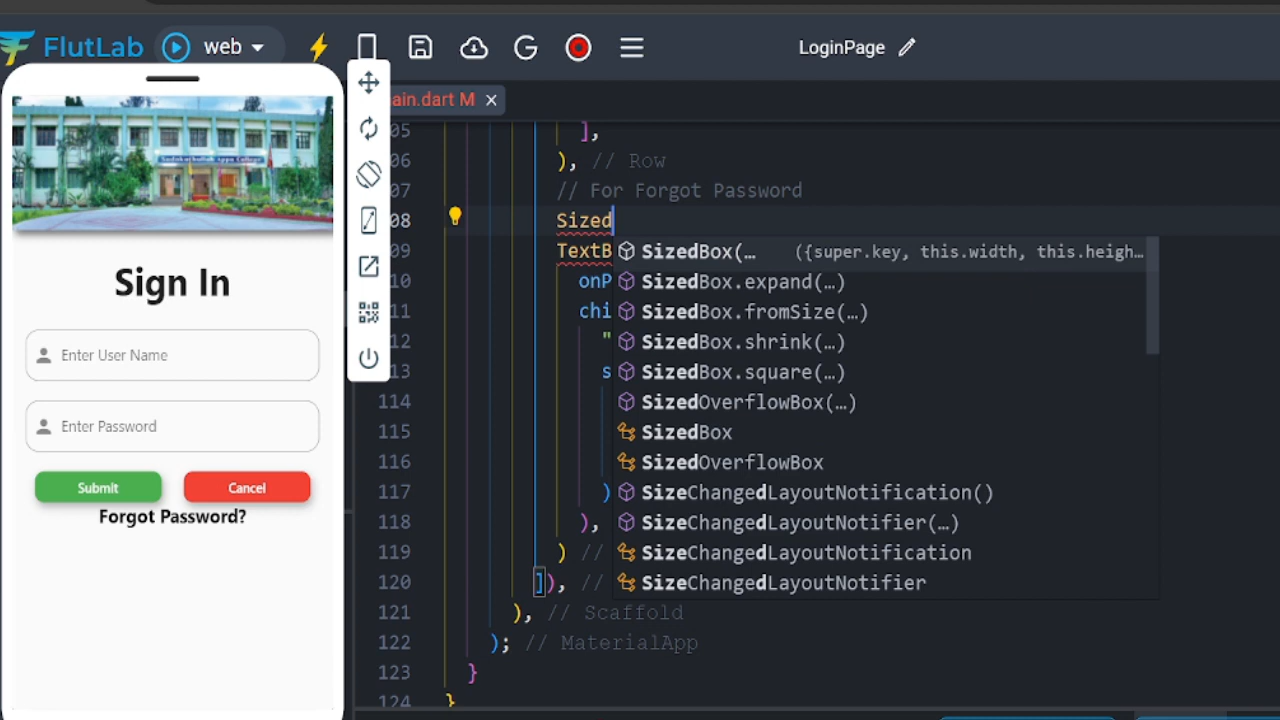 FlutLab
web
LoginPage
ain.dart M
Sadakathullah Appa College
Sign In
Enter User Name
Enter Password
Submit
Cancel
Forgot Password?
05 ],
06 ), // Row
07 // For Forgot Password
08 Sized
09 TextB
10 onP
11 chi
12 "
13 s
114
115
116
117 )
118 ),
119 ) //
120 ]), //
121 ), // Scaffold
122 ); // MaterialApp
123 }
124 }
SizedBox(… ({super.key, this.width, this.heigh…
SizedBox.expand(…)
SizedBox.fromSize(…)
SizedBox.shrink(…)
SizedBox.square(…)
SizedOverflowBox(…)
SizedBox
SizedOverflowBox
SizeChangedLayoutNotification()
SizeChangedLayoutNotifier(…)
SizeChangedLayoutNotification
SizeChangedLayoutNotifier